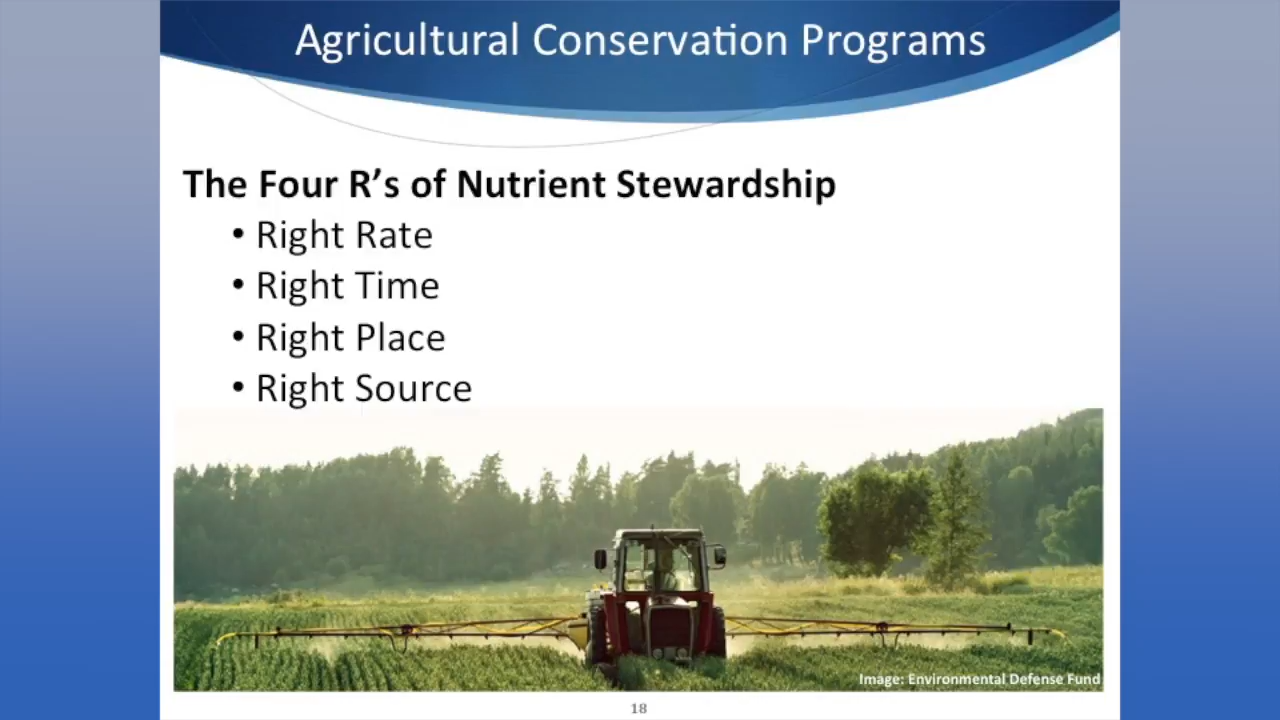 Agricultural Conservation Programs
The Four R’s of Nutrient Stewardship
• Right Rate
• Right Time
• Right Place
• Right Source
Image: Environmental Defense Fund
18